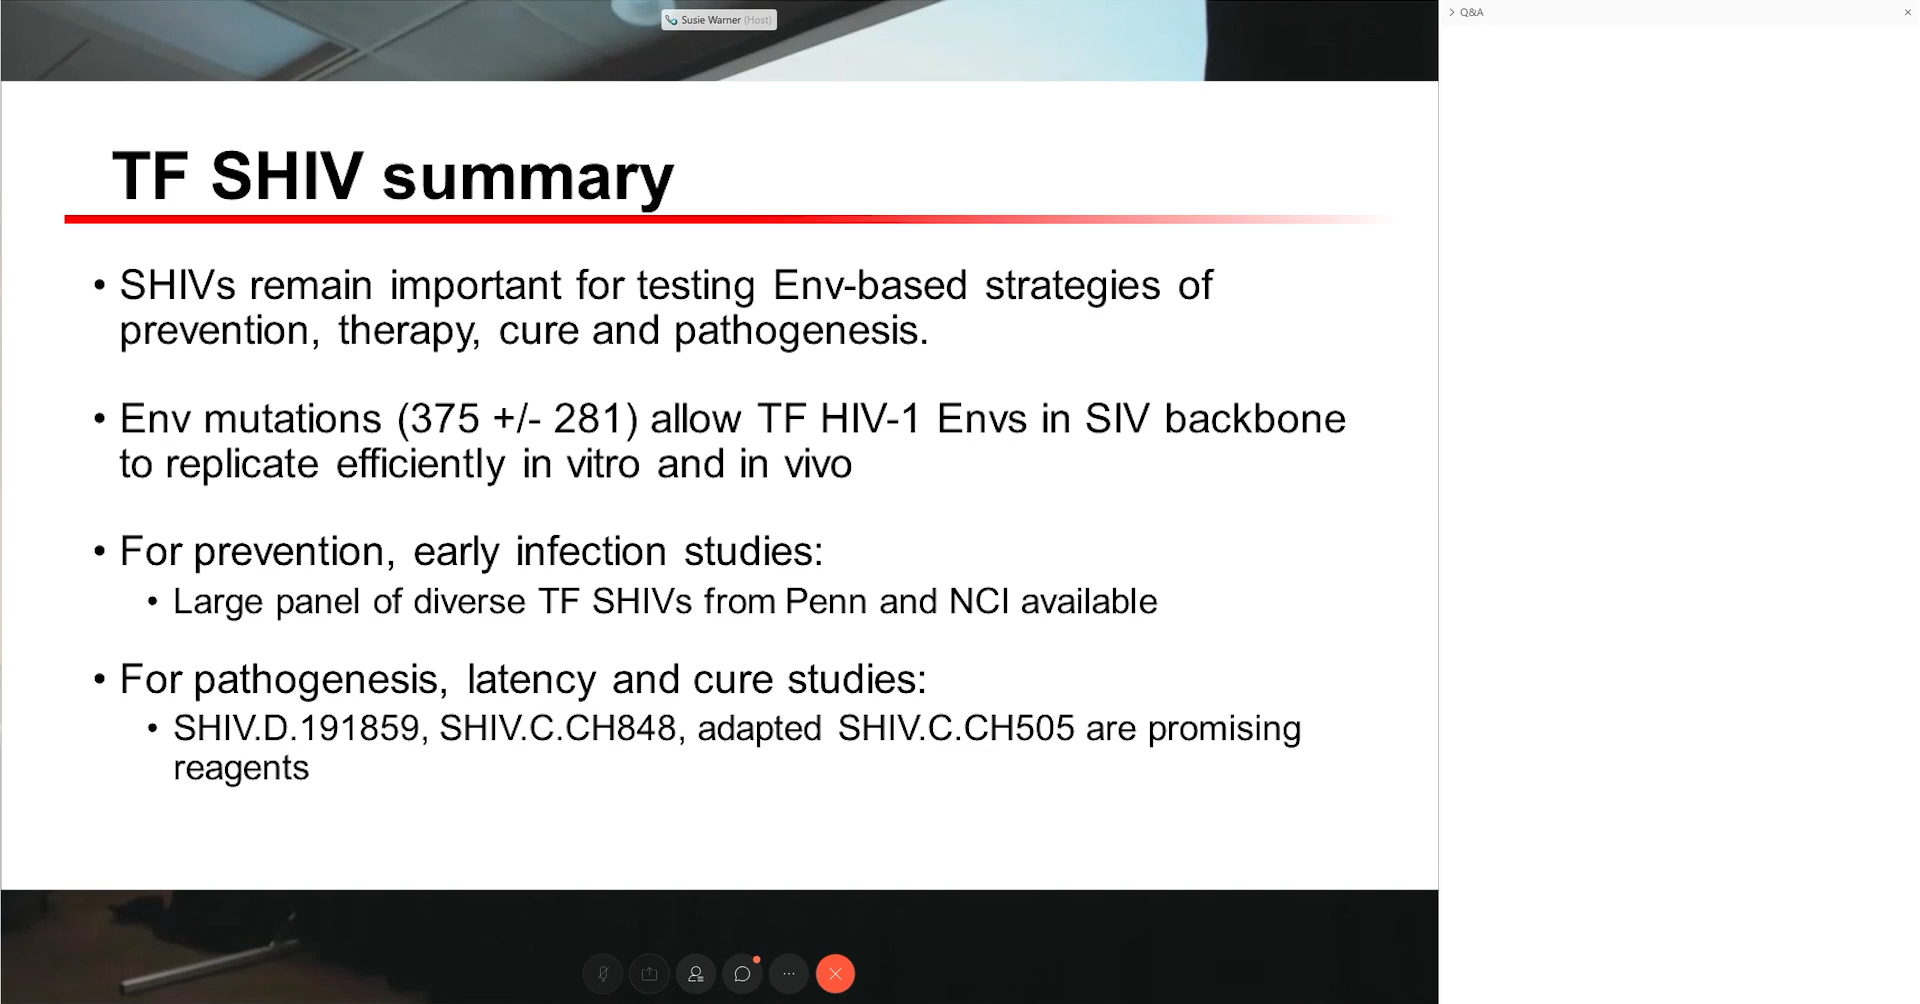 Susie Warner (Host)
Q&A
TF SHIV summary
• SHIVs remain important for testing Env-based strategies of
prevention, therapy, cure and pathogenesis.
• Env mutations (375 +/- 281) allow TF HIV-1 Envs in SIV backbone
to replicate efficiently in vitro and in vivo
• For prevention, early infection studies:
• Large panel of diverse TF SHIVs from Penn and NCI available
• For pathogenesis, latency and cure studies:
• SHIV.D.191859, SHIV.C.CH848, adapted SHIV.C.CH505 are promising
reagents